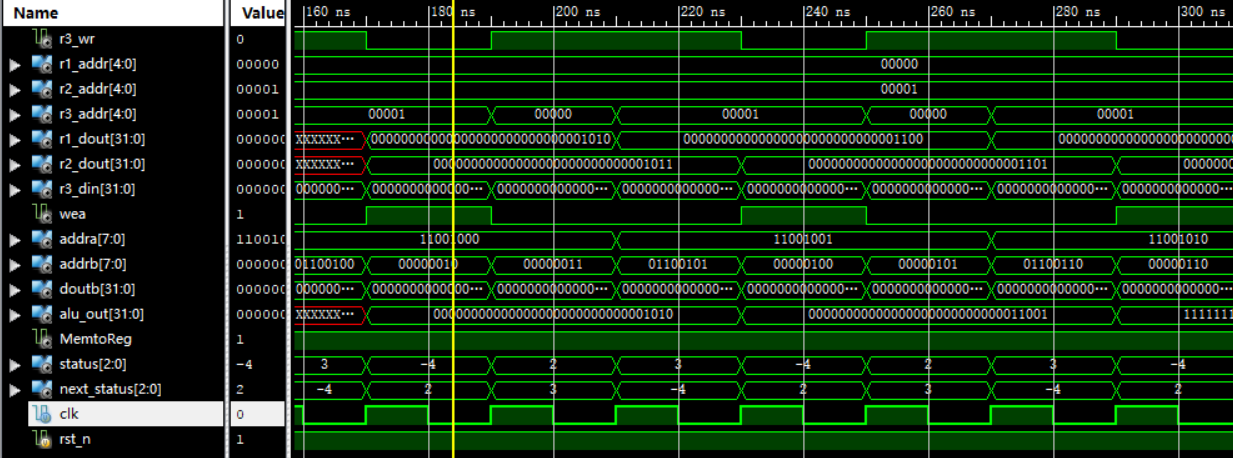 Name Value 160 ns 180 ns 200 ns 220 ns 240 ns 260 ns 280 ns 300 ns
r3_wr 0
r1_addr[4:0] 00000 00000
r2_addr[4:0] 00001 00001
r3_addr[4:0] 00001 00001 00000 00001 00000 00001
r1_dout[31:0] 000000 XXXXXX··· 00000000000000000000000000001010 00000000000000000000000000001100 0000000000000000000000000000
r2_dout[31:0] 000000 XXXXXX··· 00000000000000000000000000001011 00000000000000000000000000001101 0000000
r3_din[31:0] 000000 000000··· 0000000000000··· 0000000000000··· 0000000000000··· 0000000000000··· 0000000000000··· 0000000000000··· 0000000000000···
wea 1
addra[7:0] 110010 11001000 11001001 11001010
addrb[7:0] 000000 01100100 00000010 00000011 01100101 00000100 00000101 01100110 00000110
doutb[31:0] 000000 000000··· 0000000000000··· 0000000000000··· 0000000000000··· 0000000000000··· 0000000000000··· 0000000000000··· 0000000000000···
alu_out[31:0] 000000 XXXXXX··· 00000000000000000000000000001010 00000000000000000000000000011001 1111111
MemtoReg 1
status[2:0] -4 3 -4 2 3 -4 2 3 -4
next_status[2:0] 2 -4 2 3 -4 2 3 -4 2
clk 0
rst_n 1